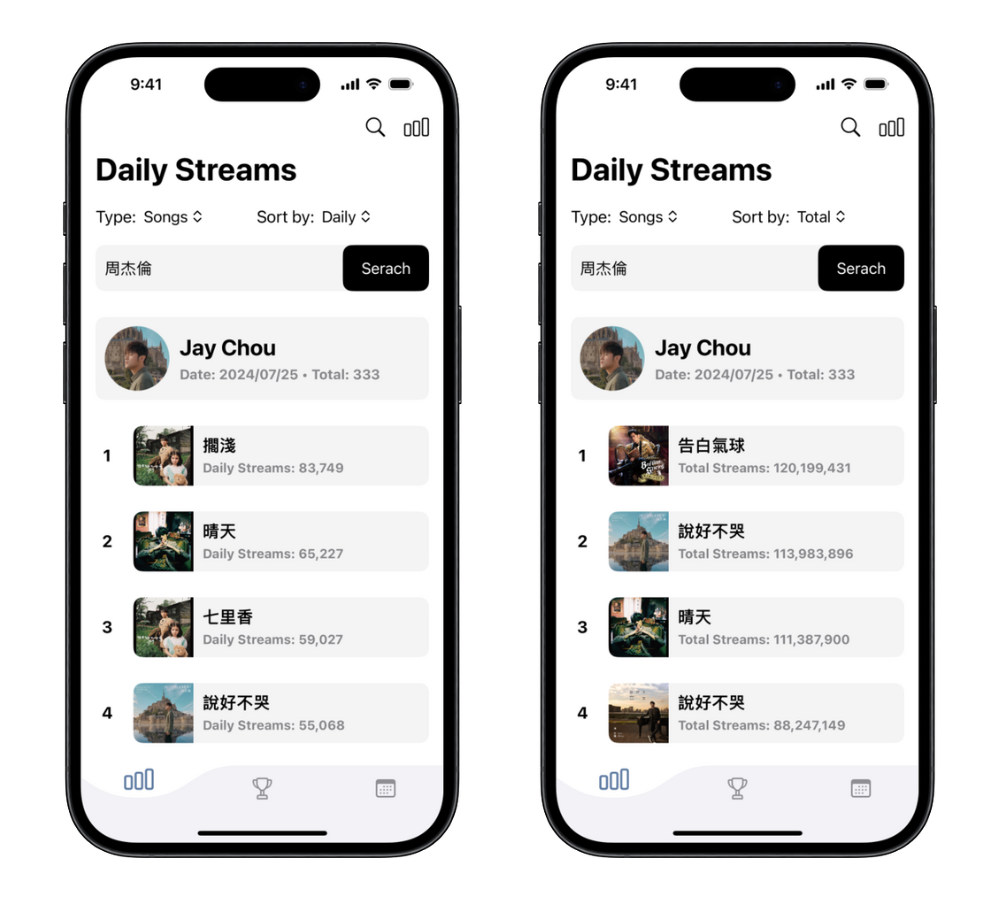 9:41
Daily Streams
Type: Songs Sort by: Daily
周杰倫 Serach
Jay Chou
Date: 2024/07/25 • Total: 333
1 擱淺
Daily Streams: 83,749
2 晴天
Daily Streams: 65,227
3 七里香
Daily Streams: 59,027
4 說好不哭
Daily Streams: 55,068
9:41
Daily Streams
Type: Songs Sort by: Total
周杰倫 Serach
Jay Chou
Date: 2024/07/25 • Total: 333
1 告白氣球
Total Streams: 120,199,431
2 說好不哭
Total Streams: 113,983,896
3 晴天
Total Streams: 111,387,900
4 說好不哭
Total Streams: 88,247,149